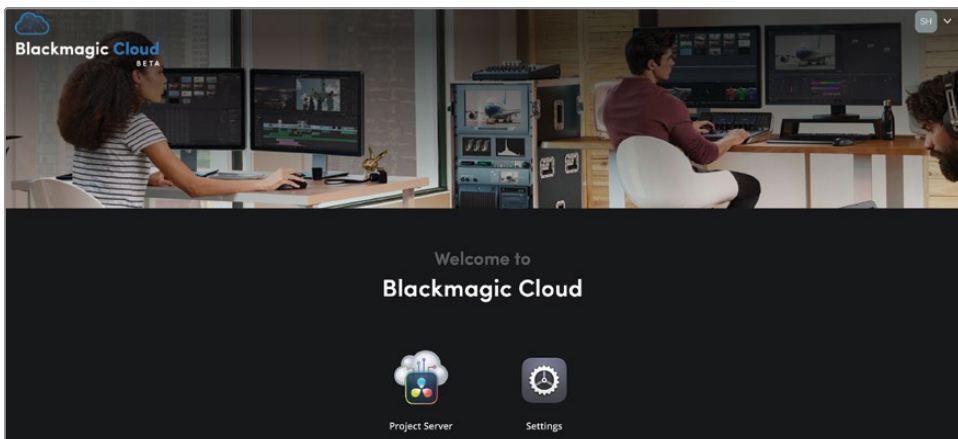 SH
Blackmagic Cloud
BETA
Welcome to
Blackmagic Cloud
Project Server
Settings